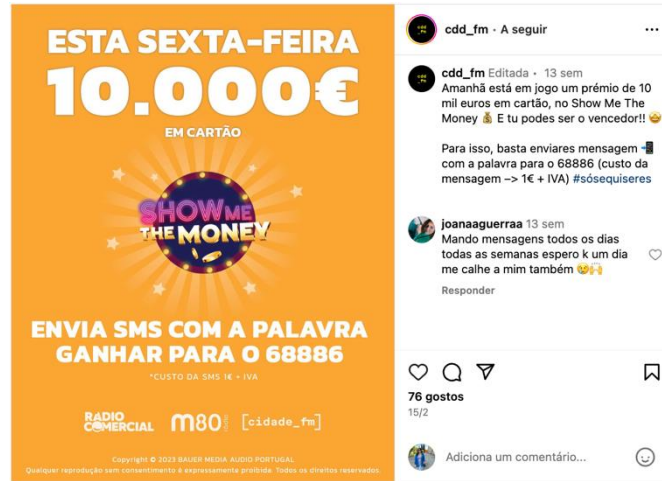 ESTA SEXTA-FEIRA
10.000€
EM CARTÃO
SHOW ME
THE MONEY
ENVIA SMS COM A PALAVRA
GANHAR PARA O 68886
*CUSTO DA SMS 1€ + IVA
RÁDIO
COMERCIAL
M80
[cidade_fm]
Copyright © 2023 BAUER MEDIA AUDIO PORTUGAL
Qualquer reprodução sem consentimento é expressamente proibida. Todos os direitos reservados.
cdd_fm • A seguir
cdd_fm Editada • 13 sem
Amanhã está em jogo um prémio de 10
mil euros em cartão, no Show Me The
Money 💰 E tu podes ser o vencedor!! 🤩
Para isso, basta enviares mensagem 📲
com a palavra para o 68886 (custo da
mensagem –> 1€ + IVA) #sósequiseres
joanaaguerraa 13 sem
Mando mensagens todos os dias
todas as semanas espero k um dia
me calhe a mim também 🥹🙌
Responder
76 gostos
15/2
Adiciona um comentário...